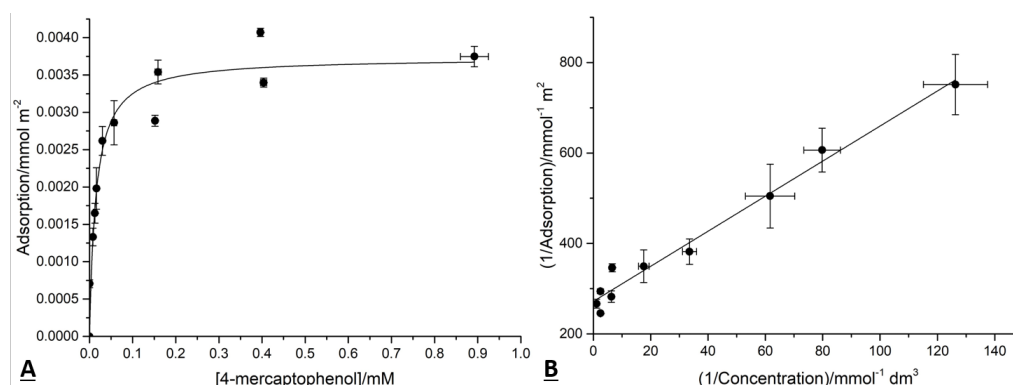 0.0040
0.0035
0.0030
0.0025
0.0020
0.0015
0.0010
0.0005
0.0000
Adsorption/mmol m-2
0.0 0.1 0.2 0.3 0.4 0.5 0.6 0.7 0.8 0.9 1.0
[4-mercaptophenol]/mM
A
800
600
400
200
(1/Adsorption)/mmol-1 m2
0 20 40 60 80 100 120 140
(1/Concentration)/mmol-1 dm3
B